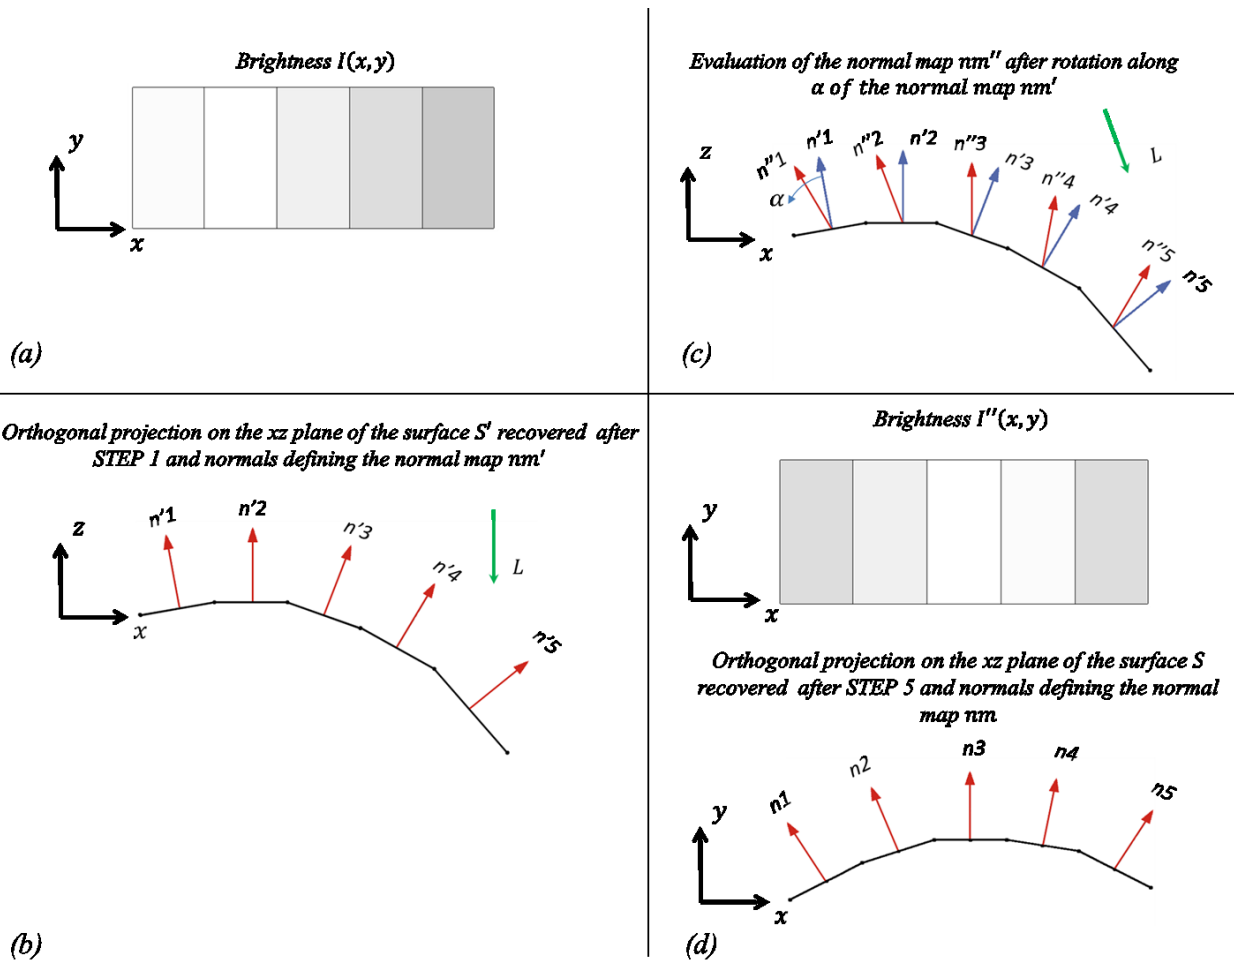 Brightness I(x,y)
y
x
(a)
Orthogonal projection on the xz plane of the surface S' recovered after
STEP 1 and normals defining the normal map nm'
z
n'1
n'2
n'3
n'4
n'5
L
x
(b)
Evaluation of the normal map nm'' after rotation along
α of the normal map nm'
z
n''1
n'1
n''2
n'2
n''3
n'3
n''4
n'4
n''5
n'5
L
α
x
(c)
Brightness I''(x,y)
y
x
Orthogonal projection on the xz plane of the surface S
recovered after STEP 5 and normals defining the normal
map nm
y
n1
n2
n3
n4
n5
x
(d)